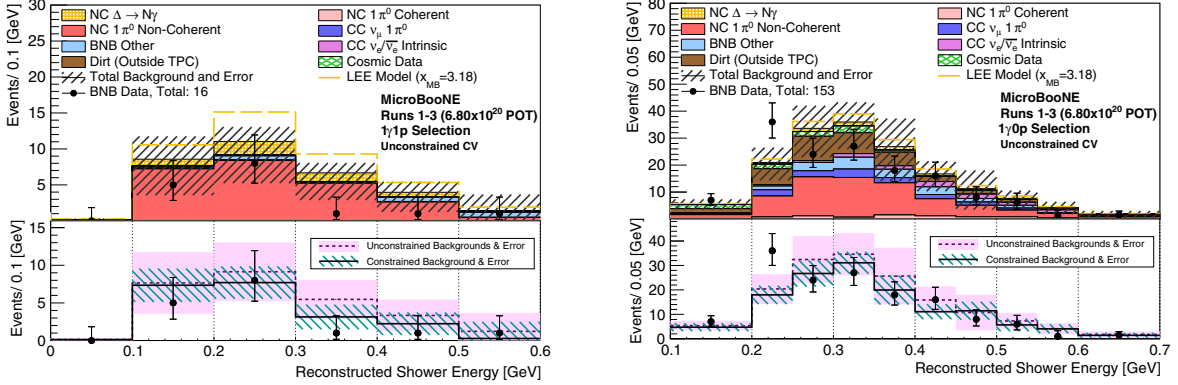 NC Δ → Nγ
NC 1π⁰ Non-Coherent
BNB Other
Dirt (Outside TPC)
Total Background and Error
BNB Data, Total: 16
NC 1π⁰ Coherent
CC ν_μ 1π⁰
CC ν_e/ν̅_e Intrinsic
Cosmic Data
LEE Model (x_MB=3.18)
MicroBooNE
Runs 1-3 (6.80x10²⁰ POT)
1γ1p Selection
Unconstrained CV
Events/ 0.1 [GeV]
30
25
20
15
10
5
0
Unconstrained Backgrounds & Error
Constrained Background & Error
Events/ 0.1 [GeV]
15
10
5
0
0 0.1 0.2 0.3 0.4 0.5 0.6
Reconstructed Shower Energy [GeV]
NC Δ → Nγ
NC 1π⁰ Non-Coherent
BNB Other
Dirt (Outside TPC)
Total Background and Error
BNB Data, Total: 153
NC 1π⁰ Coherent
CC ν_μ 1π⁰
CC ν_e/ν̅_e Intrinsic
Cosmic Data
LEE Model (x_MB=3.18)
MicroBooNE
Runs 1-3 (6.80x10²⁰ POT)
1γ0p Selection
Unconstrained CV
Events/ 0.05 [GeV]
80
70
60
50
40
30
20
10
Unconstrained Backgrounds & Error
Constrained Background & Error
Events/ 0.05 [GeV]
40
30
20
10
0
0.1 0.2 0.3 0.4 0.5 0.6 0.7
Reconstructed Shower Energy [GeV]